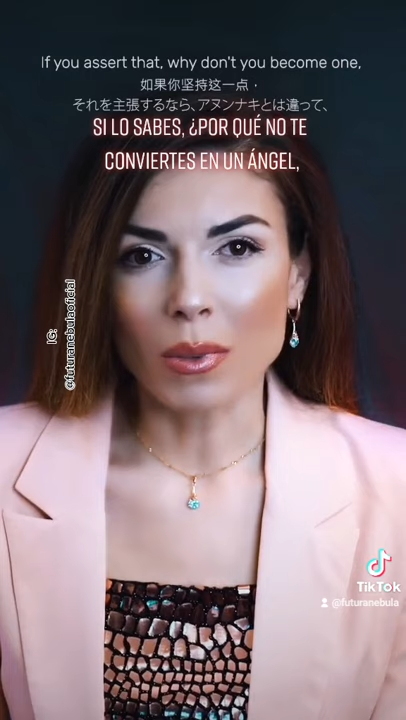 If you assert that, why don't you become one,
如果你坚持这一点，
それを主張するなら、アヌンナキとは違って、
SI LO SABES, ¿POR QUÉ NO TE
CONVIERTES EN UN ÁNGEL,
IG:
@futuranebulaoficial
TikTok
@futuranebula